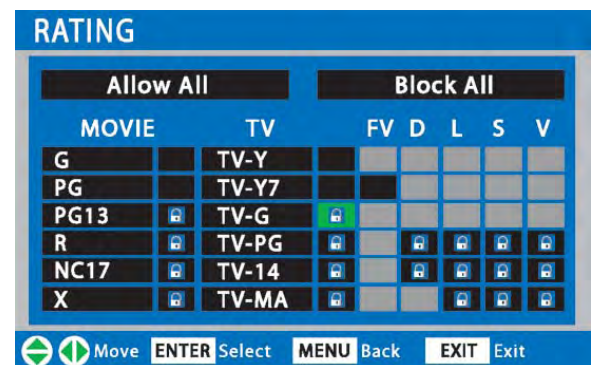 RATING
Allow All Block All
MOVIE TV FV D L S V
G TV-Y
PG TV-Y7
PG13 TV-G
R TV-PG
NC17 TV-14
X TV-MA
Move ENTER Select MENU Back EXIT Exit